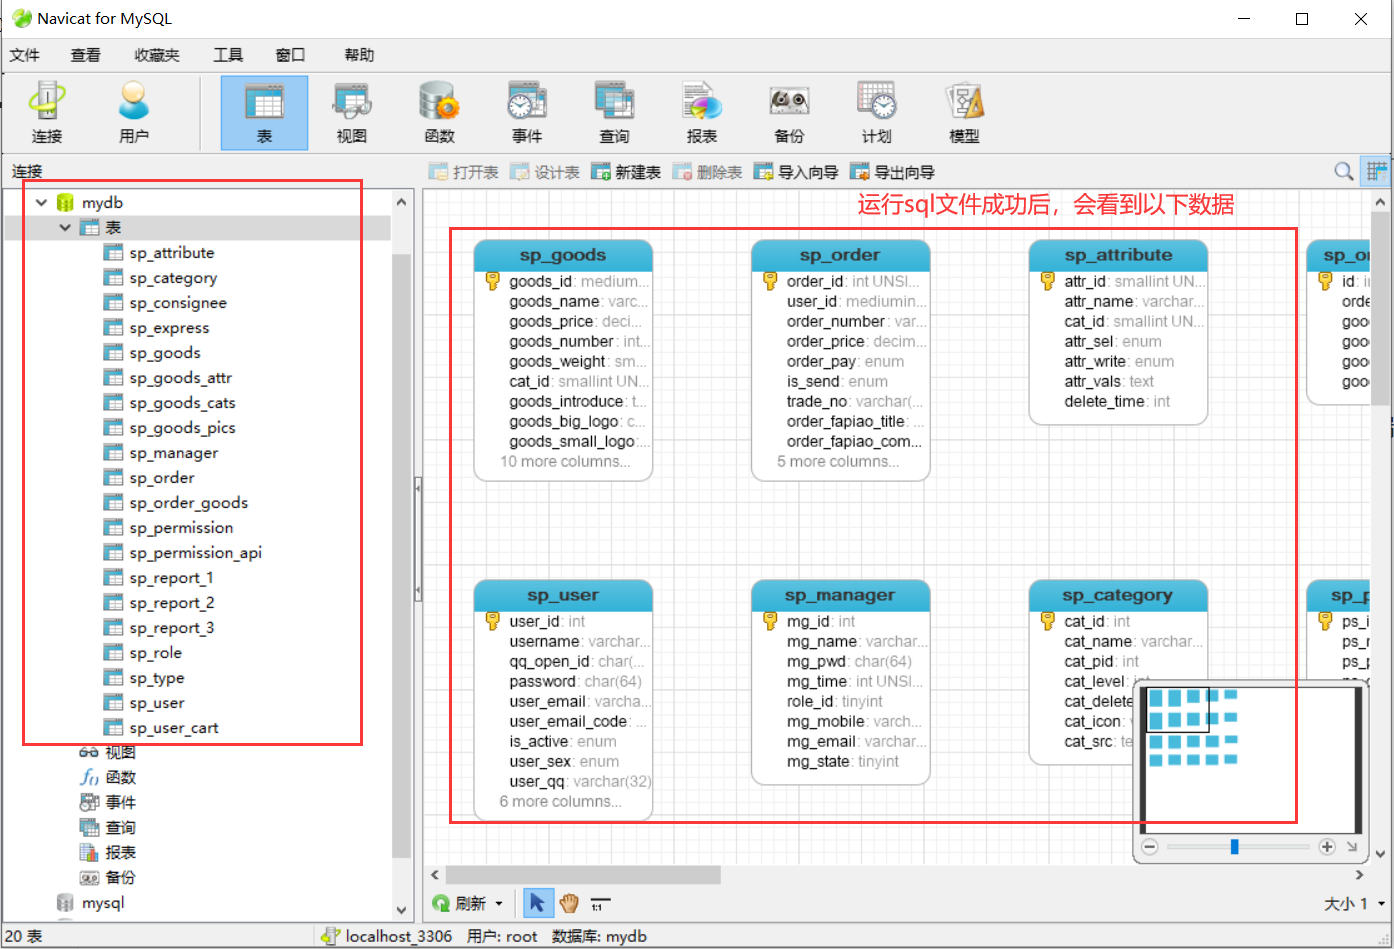 Navicat for MySQL
文件 查看 收藏夹 工具 窗口 帮助
连接 用户 表 视图 函数 事件 查询 报表 备份 计划 模型
连接
打开表 设计表 新建表 删除表 导入向导 导出向导
运行sql文件成功后，会看到以下数据
mydb
表
sp_attribute
sp_category
sp_consignee
sp_express
sp_goods
sp_goods_attr
sp_goods_cats
sp_goods_pics
sp_manager
sp_order
sp_order_goods
sp_permission
sp_permission_api
sp_report_1
sp_report_2
sp_report_3
sp_role
sp_type
sp_user
sp_user_cart
视图
函数
事件
查询
报表
备份
mysql
sp_goods
goods_id: medium...
goods_name: varc...
goods_price: deci...
goods_number: int...
goods_weight: sm...
cat_id: smallint UN...
goods_introduce: t...
goods_big_logo: c...
goods_small_logo:...
10 more columns...
sp_order
order_id: int UNSI...
user_id: mediumin...
order_number: var...
order_price: decim...
order_pay: enum
is_send: enum
trade_no: varchar(...
order_fapiao_title: ...
order_fapiao_com...
5 more columns...
sp_attribute
attr_id: smallint UN...
attr_name: varchar...
cat_id: smallint UN...
attr_sel: enum
attr_write: enum
attr_vals: text
delete_time: int
sp_or
id: i
orde
goo
goo
goo
goo
sp_user
user_id: int
username: varchar...
qq_open_id: char(...
password: char(64)
user_email: varcha...
user_email_code: ...
is_active: enum
user_sex: enum
user_qq: varchar(32)
6 more columns...
sp_manager
mg_id: int
mg_name: varchar...
mg_pwd: char(64)
mg_time: int UNSI...
role_id: tinyint
mg_mobile: varch...
mg_email: varchar...
mg_state: tinyint
sp_category
cat_id: int
cat_name: varchar...
cat_pid: int
cat_level: int
cat_delete
cat_icon:
cat_src: te
sp_p
ps_i
ps_n
ps_p
刷新
1:1
大小 1
20 表
localhost_3306 用户: root 数据库: mydb